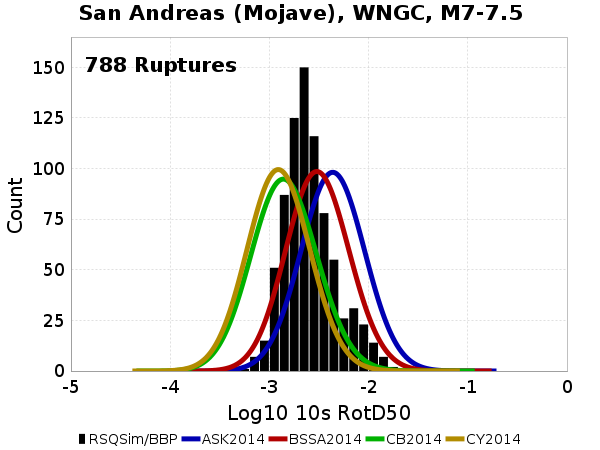 San Andreas (Mojave), WNGC, M7-7.5
788 Ruptures
Count
150
125
100
75
50
25
0
-5 -4 -3 -2 -1 0
Log10 10s RotD50
RSQSim/BBP ASK2014 BSSA2014 CB2014 CY2014